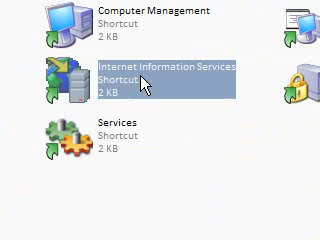 Computer Management
Shortcut
2 KB
Internet Information Services
Shortcut
2 KB
Services
Shortcut
2 KB